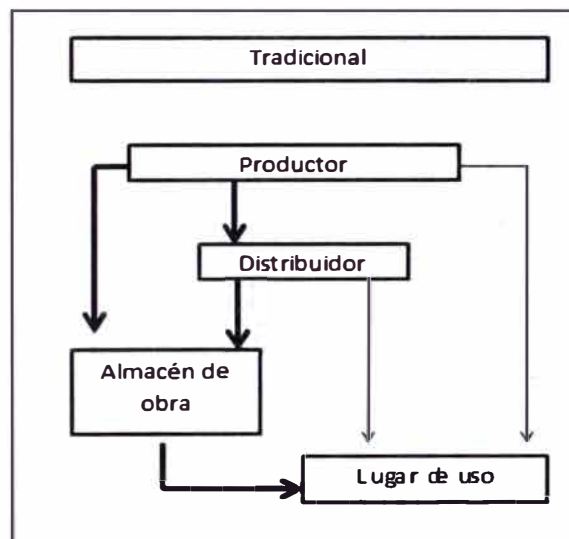 Tradicional
Productor
Distribuidor
Almacén de
obra
Lugar de uso